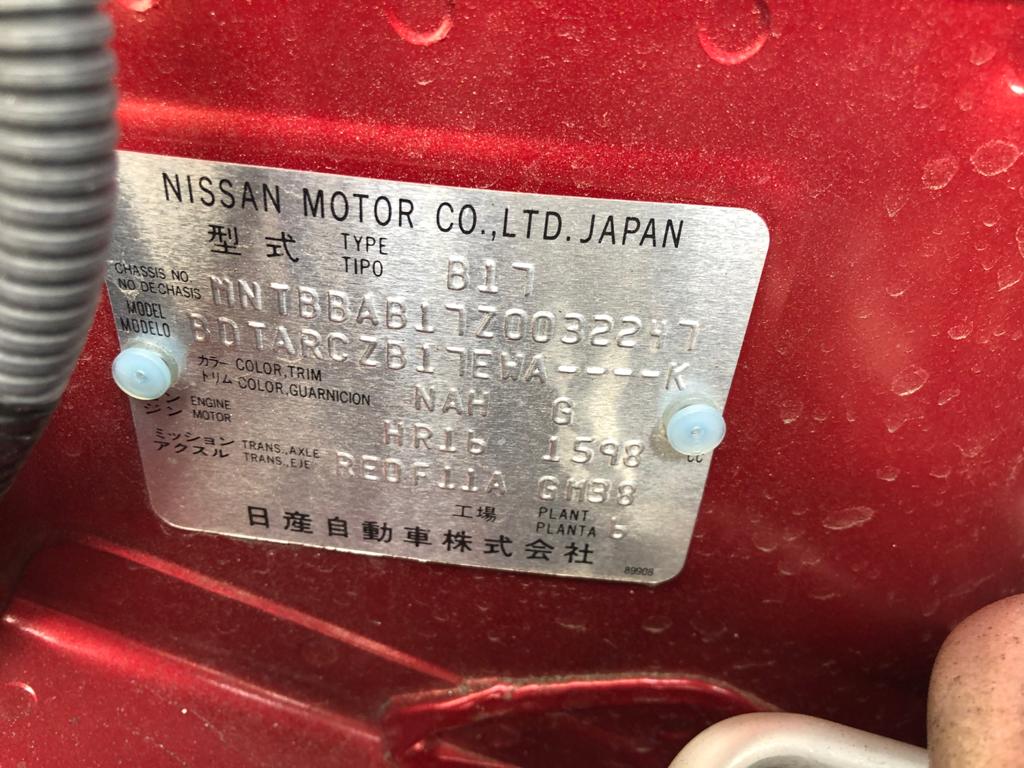 NISSAN MOTOR CO.,LTD. JAPAN
型式 TYPE TIPO B17
CHASSIS NO. NO DE CHASIS MNTBBAB17Z0032247
MODEL MODELO BDTARCZB17EWA----K
カラー トリム COLOR,TRIM COLOR,GUARNICION NAH G
ENGINE MOTOR HR16 1598 cc
ミッション アクスル TRANS.,AXLE TRANS.,EJE RE0F11A GH38
工場 PLANT PLANTA
日産自動車株式会社
89908